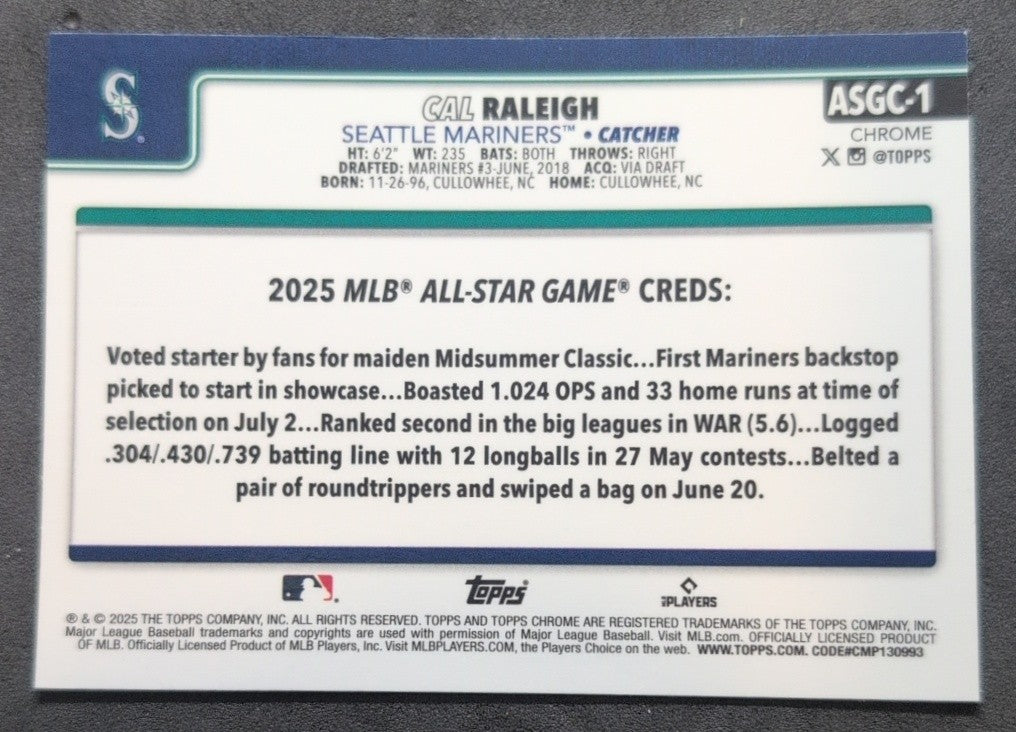 S
CAL RALEIGH
ASGC-1
SEATTLE MARINERS™ • CATCHER
CHROME
HT: 6'2" WT: 235 BATS: BOTH THROWS: RIGHT
X @TOPPS
DRAFTED: MARINERS #3-JUNE, 2018 ACQ: VIA DRAFT
BORN: 11-26-96, CULLOWHEE, NC HOME: CULLOWHEE, NC
2025 MLB® ALL-STAR GAME® CREDS:
Voted starter by fans for maiden Midsummer Classic...First Mariners backstop
picked to start in showcase...Boasted 1.024 OPS and 33 home runs at time of
selection on July 2...Ranked second in the big leagues in WAR (5.6)...Logged
.304/.430/.739 batting line with 12 longballs in 27 May contests...Belted a
pair of roundtrippers and swiped a bag on June 20.
Topps
MLB PLAYERS
® & © 2025 THE TOPPS COMPANY, INC. ALL RIGHTS RESERVED. TOPPS AND TOPPS CHROME ARE REGISTERED TRADEMARKS OF THE TOPPS COMPANY, INC.
Major League Baseball trademarks and copyrights are used with permission of Major League Baseball. Visit MLB.com. OFFICIALLY LICENSED PRODUCT
OF MLB. Officially Licensed Product of MLB Players, Inc. Visit MLBPLAYERS.COM, the Players Choice on the web. WWW.TOPPS.COM. CODE#CMP130993